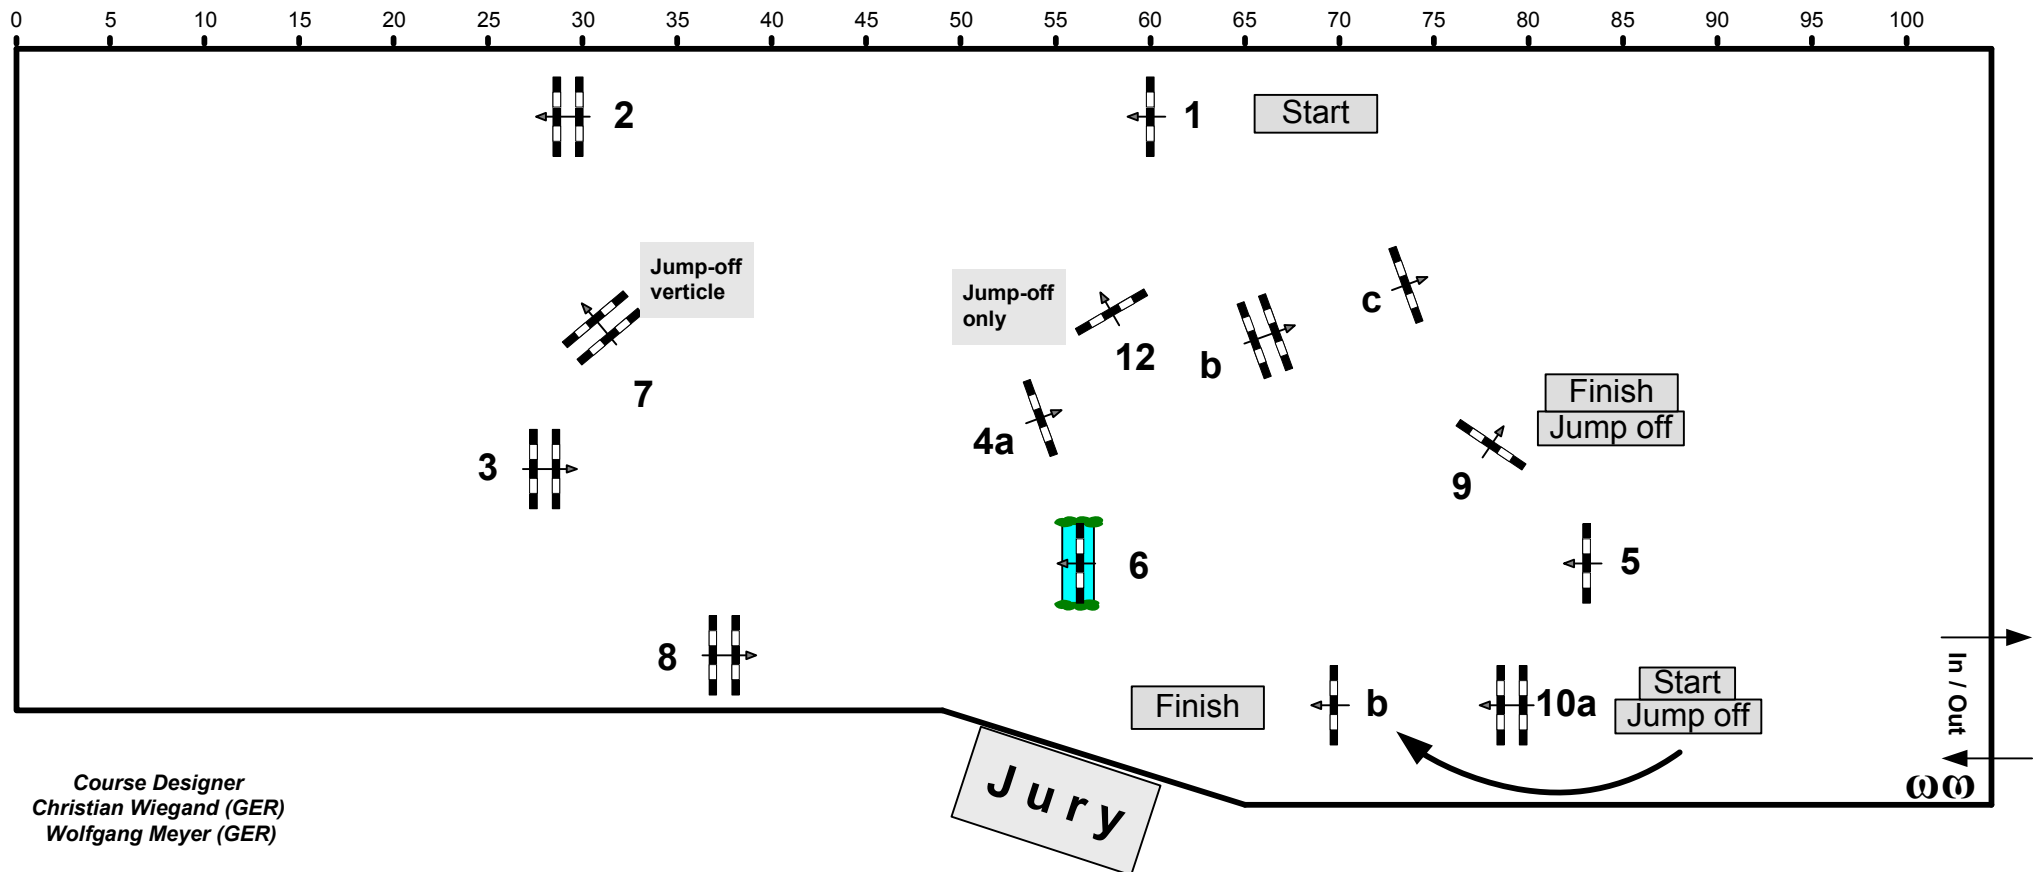 0 5 10 15 20 25 30 35 40 45 50 55 60 65 70 75 80 85 90 95 100
2
1
Start
Jump-off
verticle
Jump-off
only
c
12
b
7
Finish
Jump off
4a
3
9
6
5
8
Finish
b
10a
Start
Jump off
In / Out
Jury
ωω
Course Designer
Christian Wiegand (GER)
Wolfgang Meyer (GER)